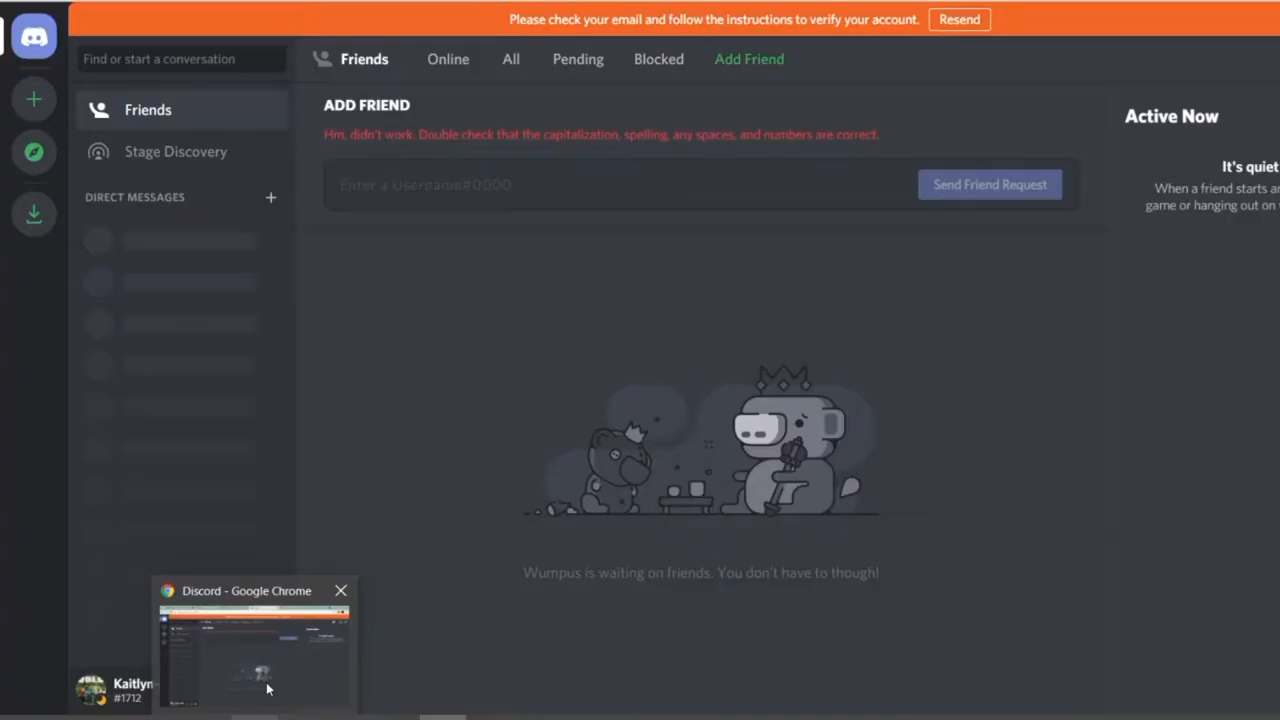 Please check your email and follow the instructions to verify your account. Resend
Find or start a conversation
Friends Online All Pending Blocked Add Friend
Friends
Stage Discovery
DIRECT MESSAGES
ADD FRIEND
Hm, didn't work. Double check that the capitalization, spelling, any spaces, and numbers are correct.
Enter a Username#0000
Send Friend Request
Wumpus is waiting on friends. You don't have to though!
Active Now
It's quiet
When a friend starts a
game or hanging out on
Discord - Google Chrome
Kaitlyn
#1712